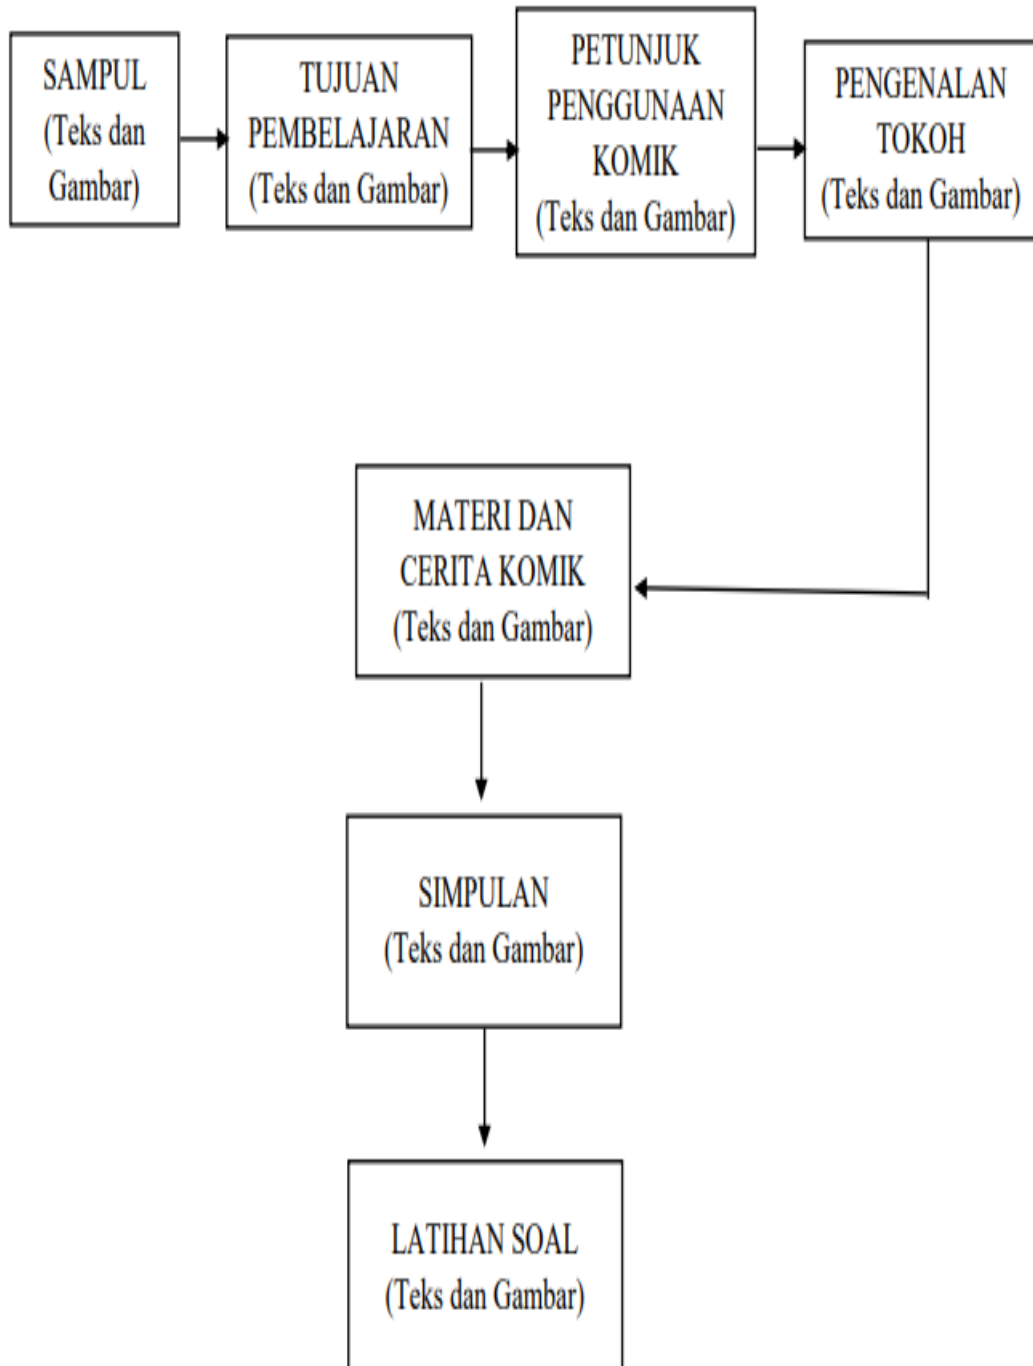 SAMPUL
(Teks dan
Gambar)
TUJUAN
PEMBELAJARAN
(Teks dan Gambar)
PETUNJUK
PENGGUNAAN
KOMIK
(Teks dan Gambar)
PENGENALAN
TOKOH
(Teks dan Gambar)
MATERI DAN
CERITA KOMIK
(Teks dan Gambar)
SIMPULAN
(Teks dan Gambar)
LATIHAN SOAL
(Teks dan Gambar)